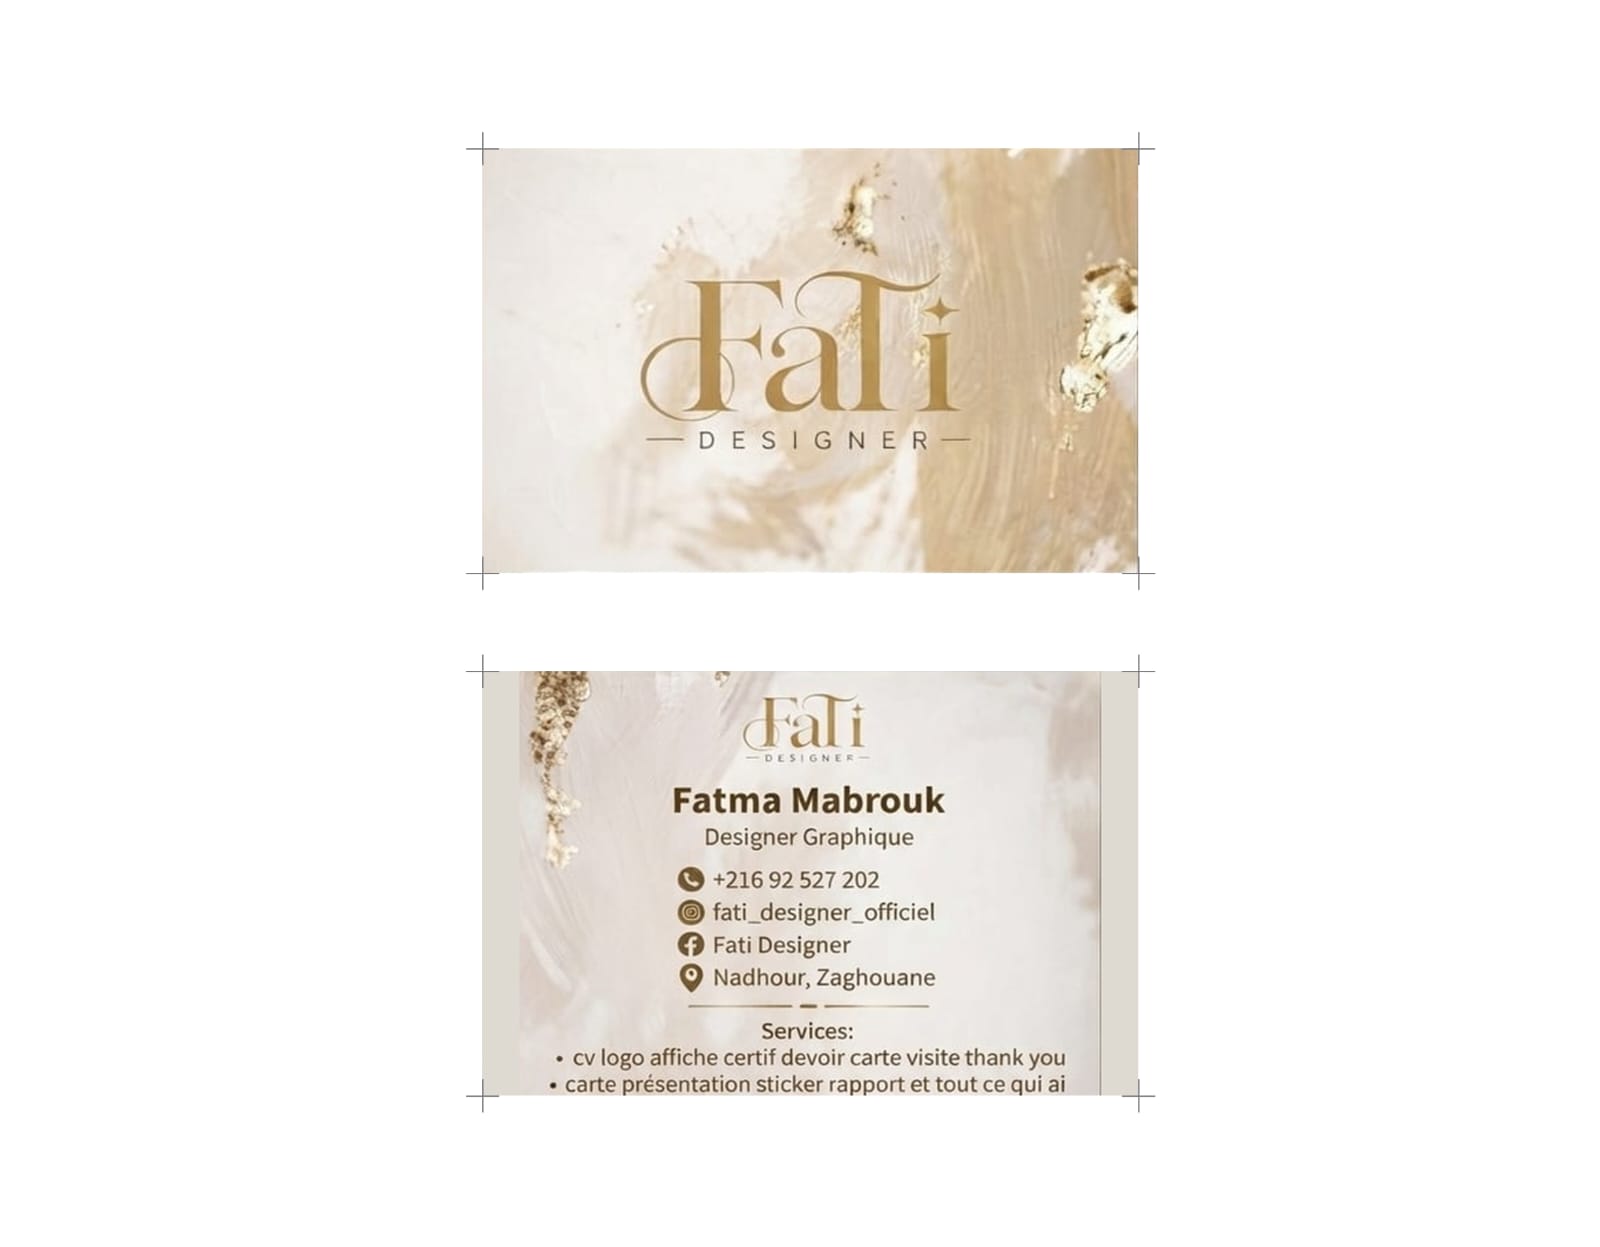 FaTi
DESIGNER
FaTi
DESIGNER
Fatma Mabrouk
Designer Graphique
+216 92 527 202
fati_designer_officiel
Fati Designer
Nadhour, Zaghouane
Services:
• cv logo affiche certif devoir carte visite thank you
• carte présentation sticker rapport et tout ce qui ai